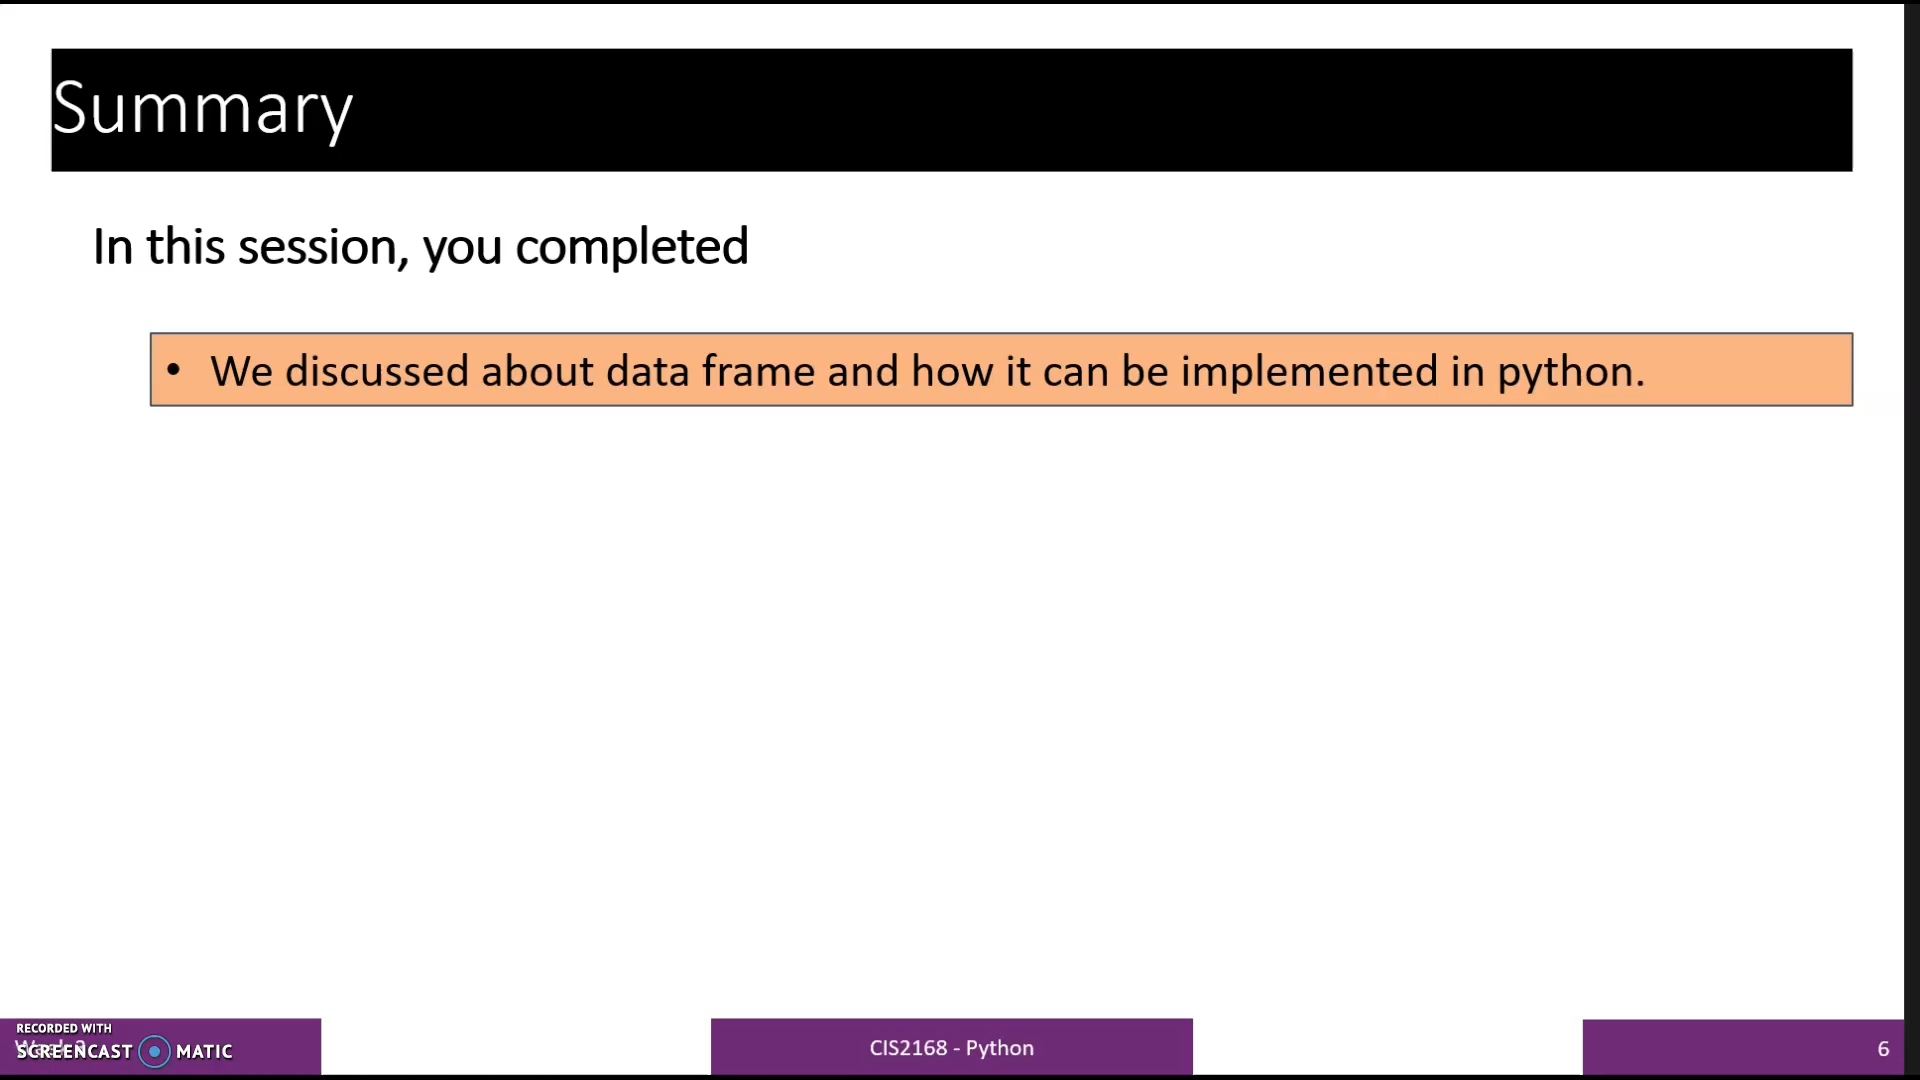 Summary
In this session, you completed
• We discussed about data frame and how it can be implemented in python.
RECORDED WITH
SCREENCAST MATIC
CIS2168 - Python
6